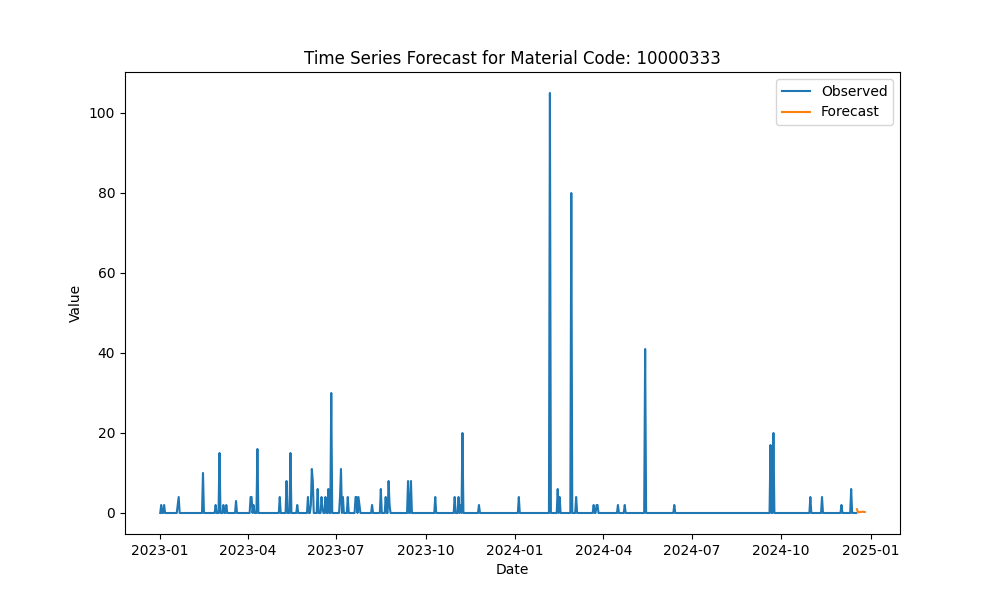 Time Series Forecast for Material Code: 10000333
Observed
Forecast
100
80
60
40
20
0
Value
2023-01 2023-04 2023-07 2023-10 2024-01 2024-04 2024-07 2024-10 2025-01
Date